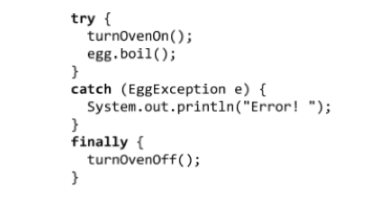 try {
  turnOvenOn();
  egg.boil();
}
catch (EggException e) {
  System.out.println("Error! ");
}
finally {
  turnOvenOff();
}